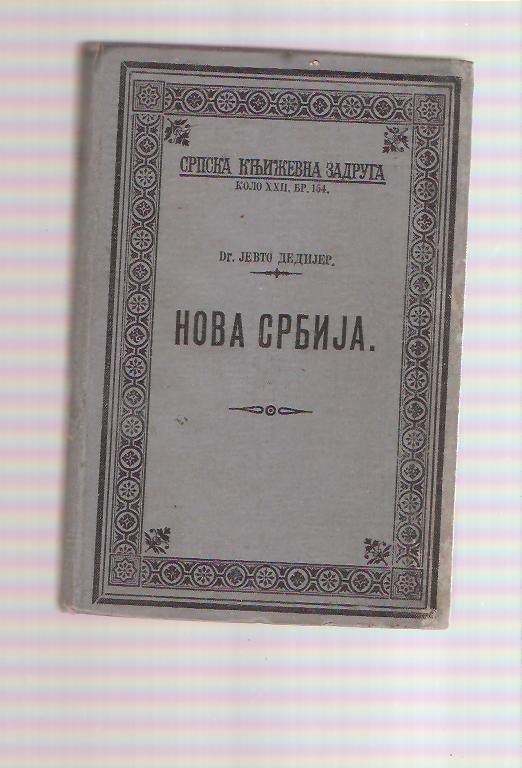 СРПСКА КЊИЖЕВНА ЗАДРУГА
КОЛО XXII, БР. 154.
Dr. ЈЕВТО ДЕДИЈЕР.
НОВА СРБИЈА.